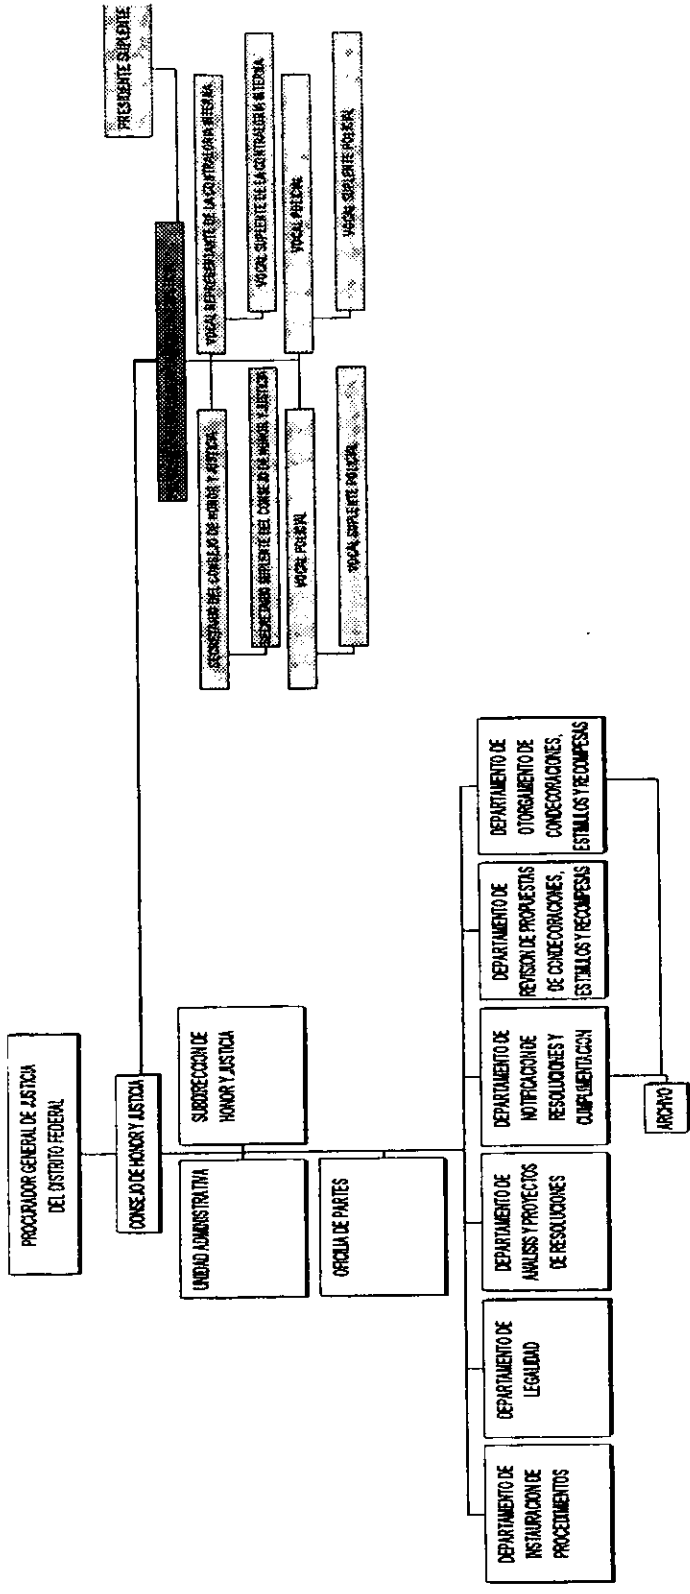 PROCURADOR GENERAL DE JUSTICIA
DEL DISTRITO FEDERAL
CONSEJO DE HONOR Y JUSTICIA
PRESIDENTE SUPLENTE
SECRETARIO DEL CONSEJO DE HONOR Y JUSTICIA
VOCAL REPRESENTANTE DE LA CONTRALORIA INTERNA
SECRETARIO SUPLENTE DEL CONSEJO DE HONOR Y JUSTICIA
VOCAL SUPLENTE DE LA CONTRALORIA INTERNA
VOCAL POLICIAL
VOCAL POLICIAL
VOCAL SUPLENTE POLICIAL
VOCAL SUPLENTE POLICIAL
UNIDAD ADMINISTRATIVA
SUBDIRECCION DE
HONOR Y JUSTICIA
OFICILIA DE PARTES
DEPARTAMENTO DE
INSTAURACION DE
PROCEDIMIENTOS
DEPARTAMENTO DE
LEGALIDAD
DEPARTAMENTO DE
ANALISIS Y PROYECTOS
DE RESOLUCIONES
DEPARTAMENTO DE
NOTIFICACION DE
RESOLUCIONES Y
CUMPLIMENTACION
DEPARTAMENTO DE
REVISION DE PROPUESTAS
DE CONDECORACIONES,
ESTIMULOS Y RECOMPESAS
DEPARTAMENTO DE
OTORGAMIENTO DE
CONDECORACIONES,
ESTIMULOS Y RECOMPESAS
ARCHIVO